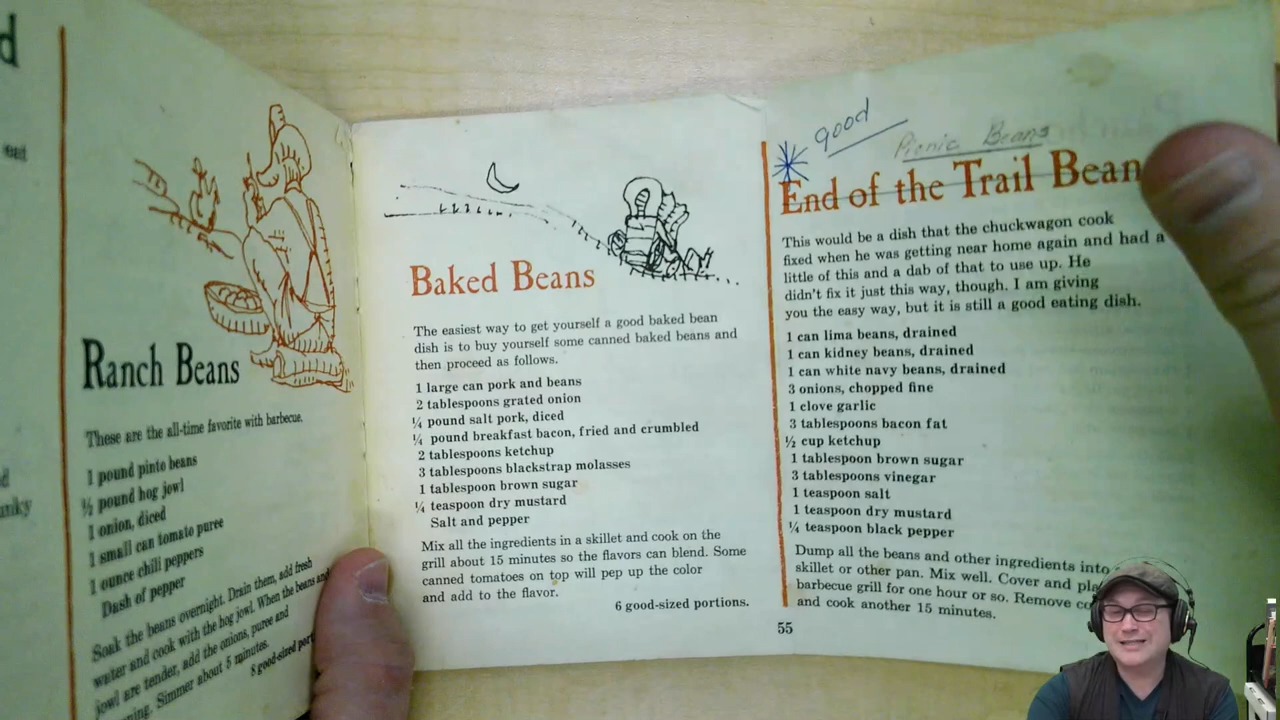 d
eat
Ranch Beans
These are the all-time favorite with barbecue.
1 pound pinto beans
½ pound hog jowl
1 onion, diced
1 small can tomato puree
1 ounce chili peppers
Dash of pepper
Soak the beans overnight. Drain them, add fresh
water and cook with the hog jowl. When the beans and
jowl are tender, add the onions, puree and
Simmer about 5 minutes.
8 good-sized
Baked Beans
The easiest way to get yourself a good baked bean
dish is to buy yourself some canned baked beans and
then proceed as follows.
1 large can pork and beans
2 tablespoons grated onion
¼ pound salt pork, diced
¼ pound breakfast bacon, fried and crumbled
2 tablespoons ketchup
3 tablespoons blackstrap molasses
1 tablespoon brown sugar
¼ teaspoon dry mustard
Salt and pepper
Mix all the ingredients in a skillet and cook on the
grill about 15 minutes so the flavors can blend. Some
canned tomatoes on top will pep up the color
and add to the flavor.
6 good-sized portions.
55
good
Picnic Beans
End of the Trail Bean
This would be a dish that the chuckwagon cook
fixed when he was getting near home again and had a
little of this and a dab of that to use up. He
didn't fix it just this way, though. I am giving
you the easy way, but it is still a good eating dish.
1 can lima beans, drained
1 can kidney beans, drained
1 can white navy beans, drained
3 onions, chopped fine
1 clove garlic
3 tablespoons bacon fat
½ cup ketchup
1 tablespoon brown sugar
3 tablespoons vinegar
1 teaspoon salt
1 teaspoon dry mustard
¼ teaspoon black pepper
Dump all the beans and other ingredients into
skillet or other pan. Mix well. Cover and
barbecue grill for one hour or so. Remove
and cook another 15 minutes.